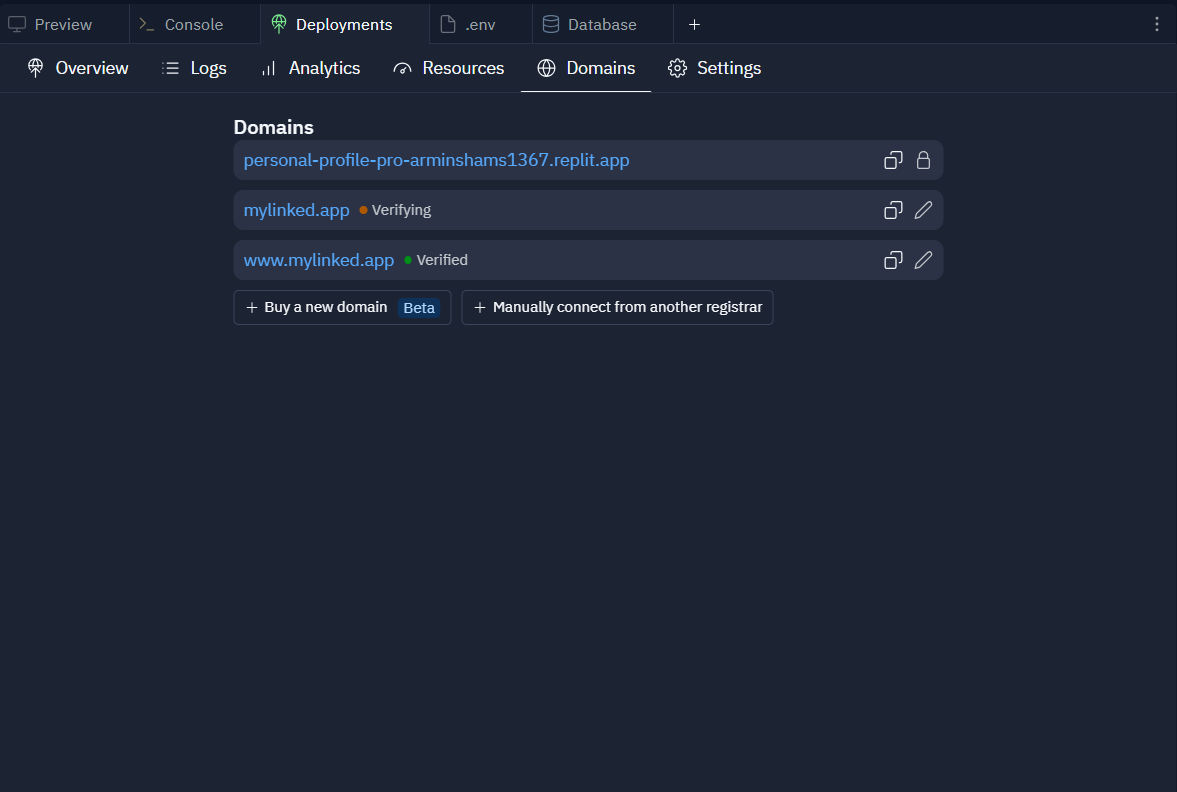 Preview Console Deployments .env Database
Overview Logs Analytics Resources Domains Settings
Domains
personal-profile-pro-arminshams1367.replit.app
mylinked.app Verifying
www.mylinked.app Verified
+ Buy a new domain Beta + Manually connect from another registrar